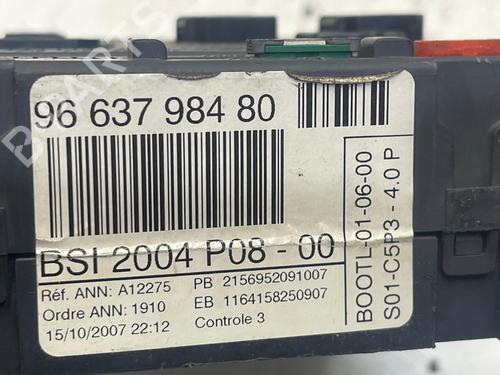 96 637 984 80
BSI 2004 P08 - 00
Réf. ANN: A12275
PB 2156952091007
Ordre ANN: 1910
EB 1164158250907
15/10/2007 22:12
Controle 3
BOOTL-01-06-00
S01-C5P3 - 4.0 P